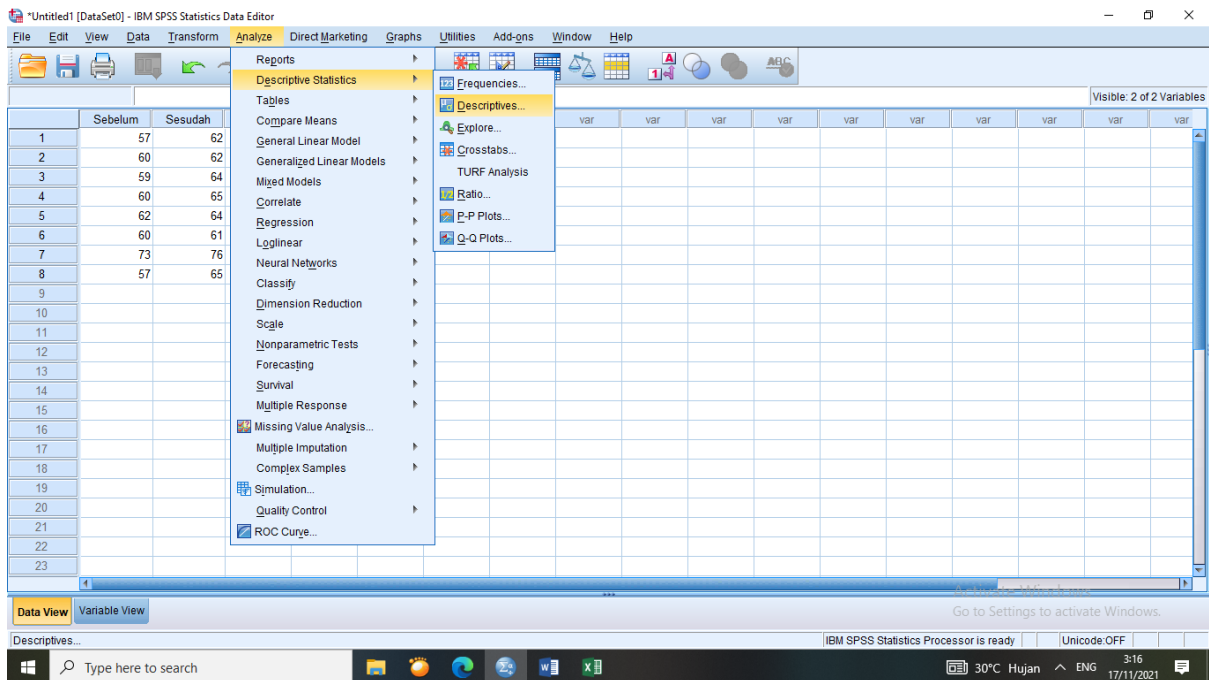 *Untitled1 [DataSet0] - IBM SPSS Statistics Data Editor
File Edit View Data Transform Analyze Direct Marketing Graphs Utilities Add-ons Window Help
Visible: 2 of 2 Variables
Reports
Descriptive Statistics
Tables
Compare Means
General Linear Model
Generalized Linear Models
Mixed Models
Correlate
Regression
Loglinear
Neural Networks
Classify
Dimension Reduction
Scale
Nonparametric Tests
Forecasting
Survival
Multiple Response
Missing Value Analysis...
Multiple Imputation
Complex Samples
Simulation...
Quality Control
ROC Curve...
Frequencies...
Descriptives...
Explore...
Crosstabs...
TURF Analysis
Ratio...
P-P Plots...
Q-Q Plots...
Sebelum Sesudah var var var var var var var var var var
1 57 62
2 60 62
3 59 64
4 60 65
5 62 64
6 60 61
7 73 76
8 57 65
9
10
11
12
13
14
15
16
17
18
19
20
21
22
23
Data View Variable View
Activate Windows
Go to Settings to activate Windows.
Descriptives... IBM SPSS Statistics Processor is ready Unicode:OFF
Type here to search 30°C Hujan ENG 3:16
17/11/2021